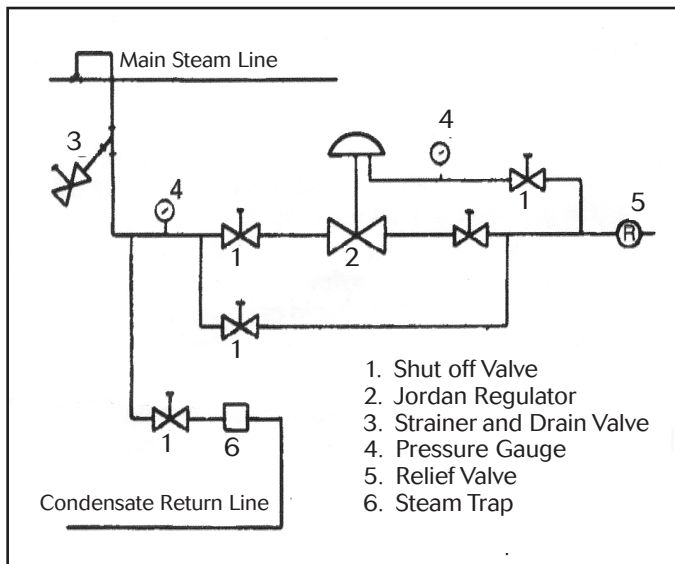 Main Steam Line
4
3
4
1
5
R
1
2
1
1. Shut off Valve
2. Jordan Regulator
3. Strainer and Drain Valve
4. Pressure Gauge
5. Relief Valve
6. Steam Trap
1
6
Condensate Return Line